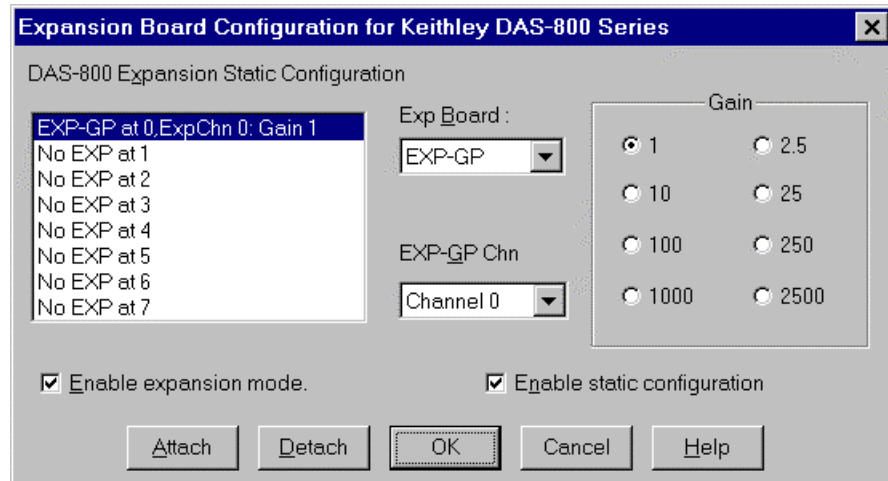 Expansion Board Configuration for Keithley DAS-800 Series
DAS-800 Expansion Static Configuration
EXP-GP at 0,ExpChn 0: Gain 1
No EXP at 1
No EXP at 2
No EXP at 3
No EXP at 4
No EXP at 5
No EXP at 6
No EXP at 7
Exp Board :
EXP-GP
EXP-GP Chn
Channel 0
Gain
1 2.5
10 25
100 250
1000 2500
Enable expansion mode. Enable static configuration
Attach Detach OK Cancel Help